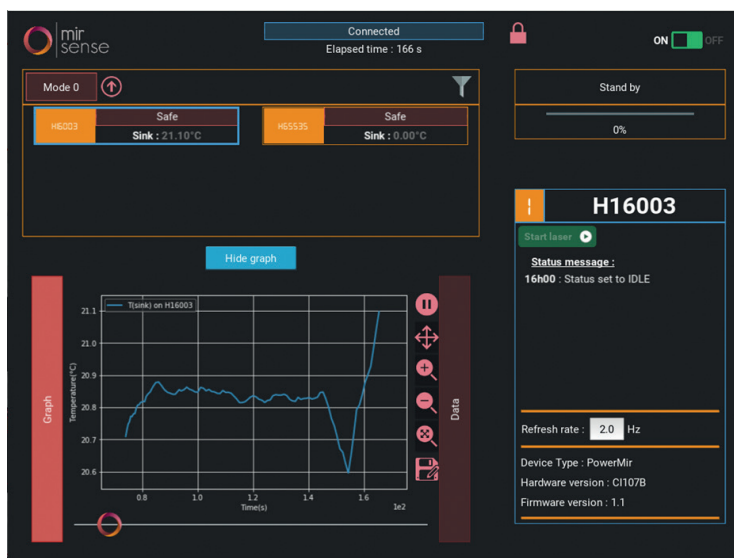 mir
sense
Connected
Elapsed time : 166 s
ON
OFF
Mode 0
H16003
Safe
Sink : 21.10°C
H65535
Safe
Sink : 0.00°C
Stand by
0%
H16003
Start laser
Status message :
16h00 : Status set to IDLE
Hide graph
Graph
T(sink) on H16003
Temperature(°C)
21.1
21.0
20.9
20.8
20.7
20.6
0.8
1.0
1.2
1.4
1.6
1e2
Time(s)
Data
Refresh rate :
2.0
Hz
Device Type : PowerMir
Hardware version : CI107B
Firmware version : 1.1